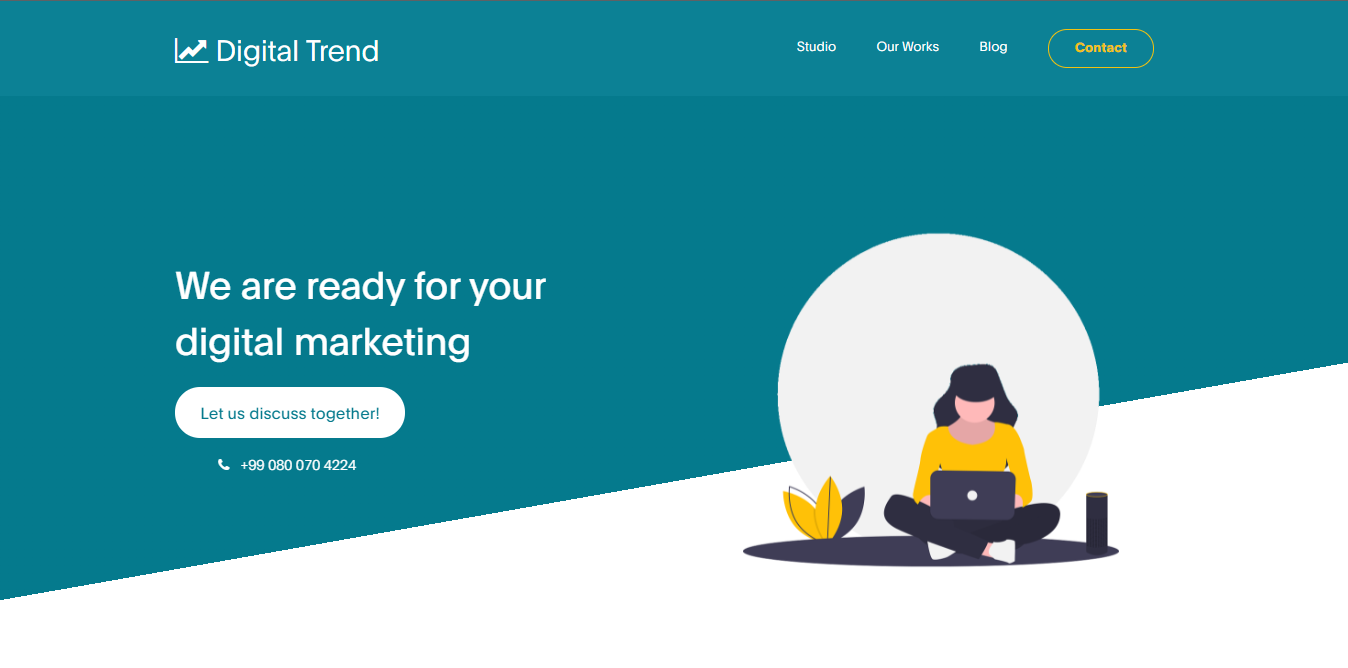 Digital Trend
Studio
Our Works
Blog
Contact
We are ready for your
digital marketing
Let us discuss together!
+99 080 070 4224